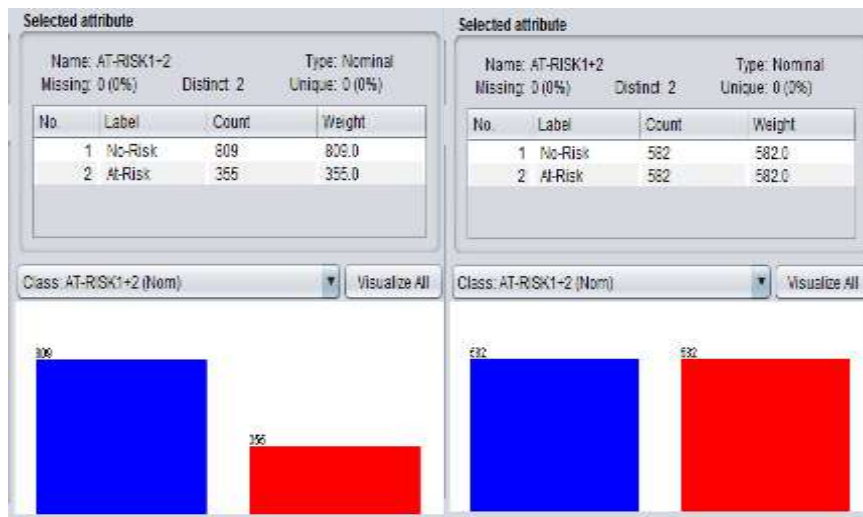 Selected attribute
Name: AT-RISK1+2 Type: Nominal
Missing: 0 (0%) Distinct: 2 Unique: 0 (0%)
No. Label Count Weight
1 No-Risk 809 809.0
2 At-Risk 355 355.0
Class: AT-RISK1+2 (Nom) Visualize All
809
355
Selected attribute
Name: AT-RISK1+2 Type: Nominal
Missing: 0 (0%) Distinct: 2 Unique: 0 (0%)
No. Label Count Weight
1 No-Risk 582 582.0
2 At-Risk 582 582.0
Class: AT-RISK1+2 (Nom) Visualize All
582 582